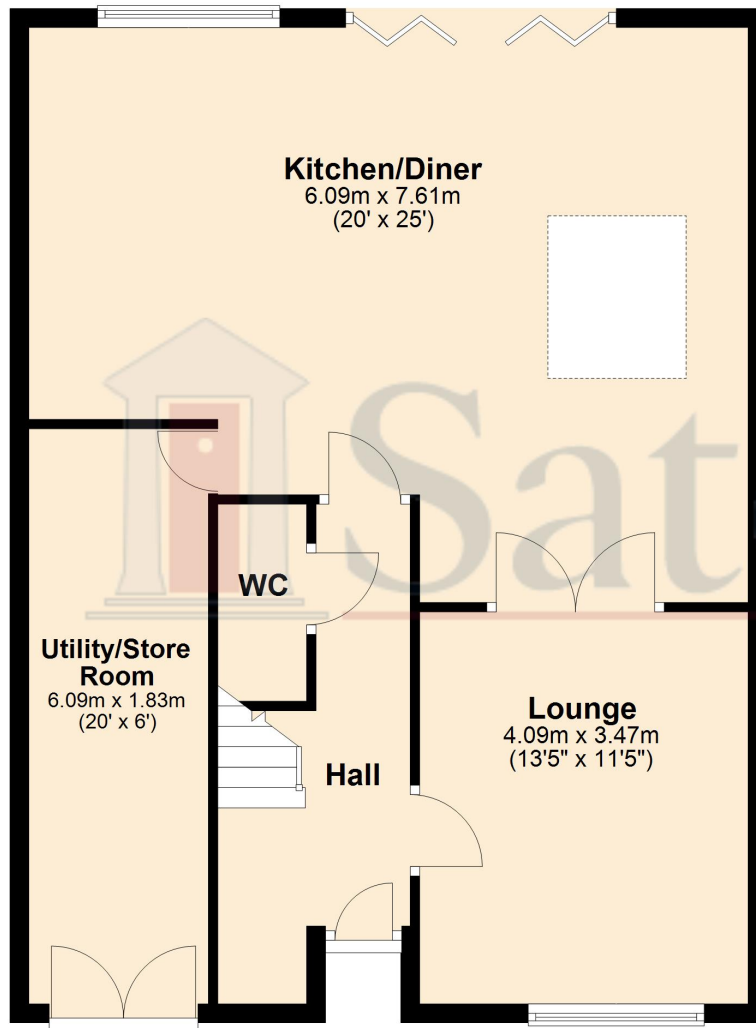 Kitchen/Diner
6.09m x 7.61m
(20' x 25')
Sat
WC
Utility/Store
Room
6.09m x 1.83m
(20' x 6')
Lounge
4.09m x 3.47m
(13'5" x 11'5")
Hall